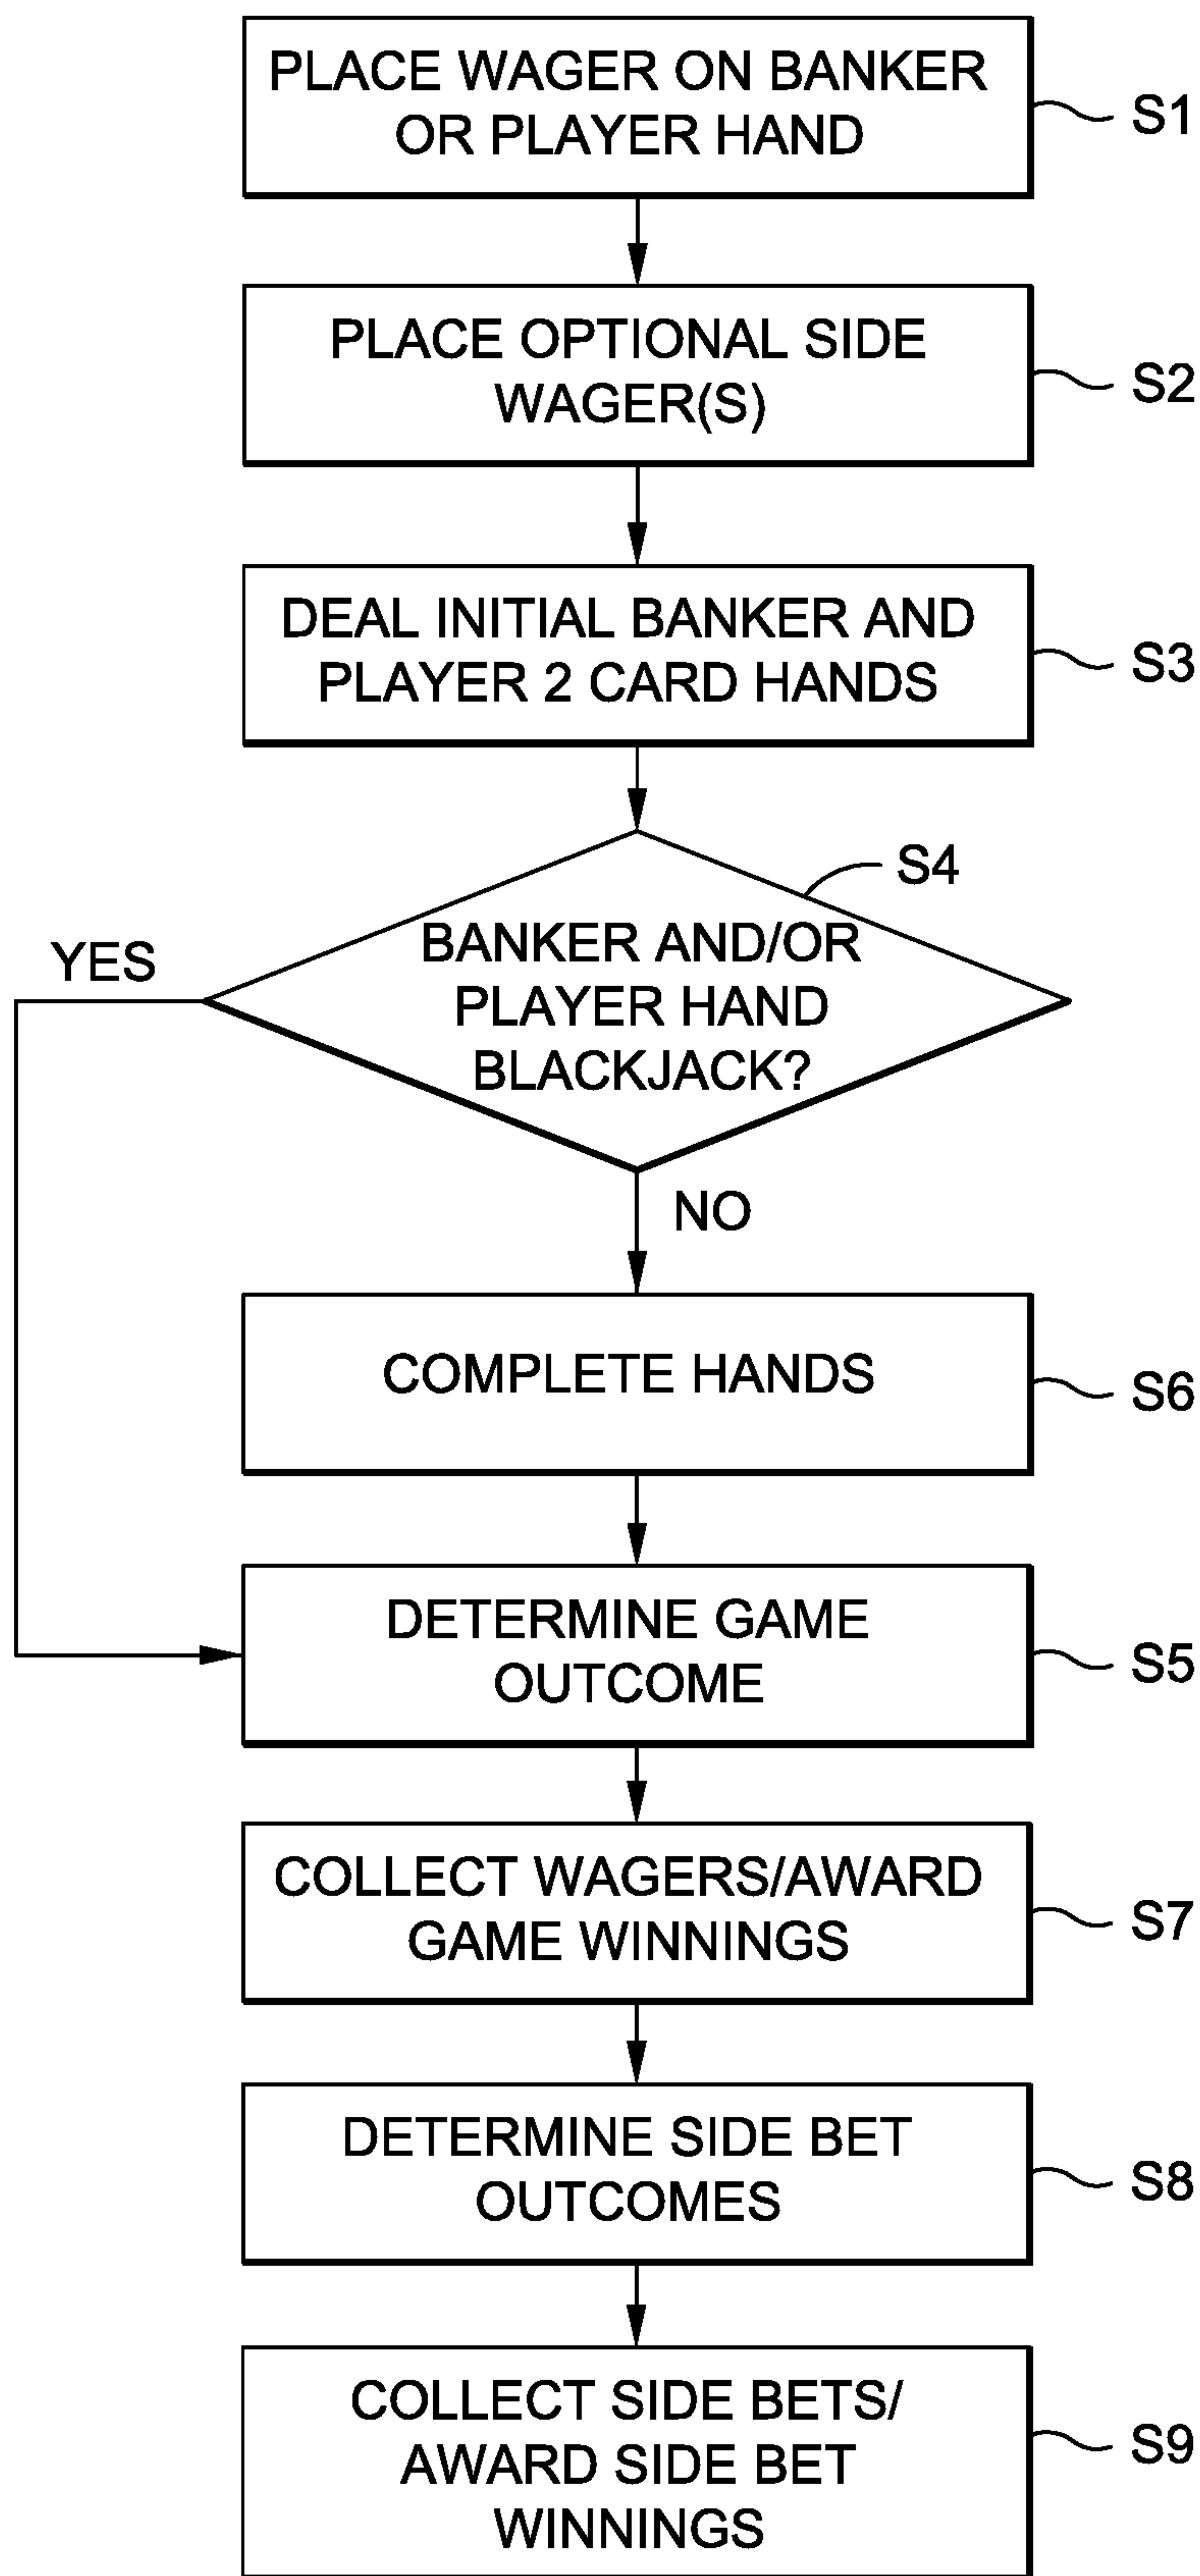 PLACE WAGER ON BANKER
OR PLAYER HAND
S1
PLACE OPTIONAL SIDE
WAGER(S)
S2
DEAL INITIAL BANKER AND
PLAYER 2 CARD HANDS
S3
S4
BANKER AND/OR
PLAYER HAND
BLACKJACK?
YES
NO
COMPLETE HANDS
S6
DETERMINE GAME
OUTCOME
S5
COLLECT WAGERS/AWARD
GAME WINNINGS
S7
DETERMINE SIDE BET
OUTCOMES
S8
COLLECT SIDE BETS/
AWARD SIDE BET
WINNINGS
S9